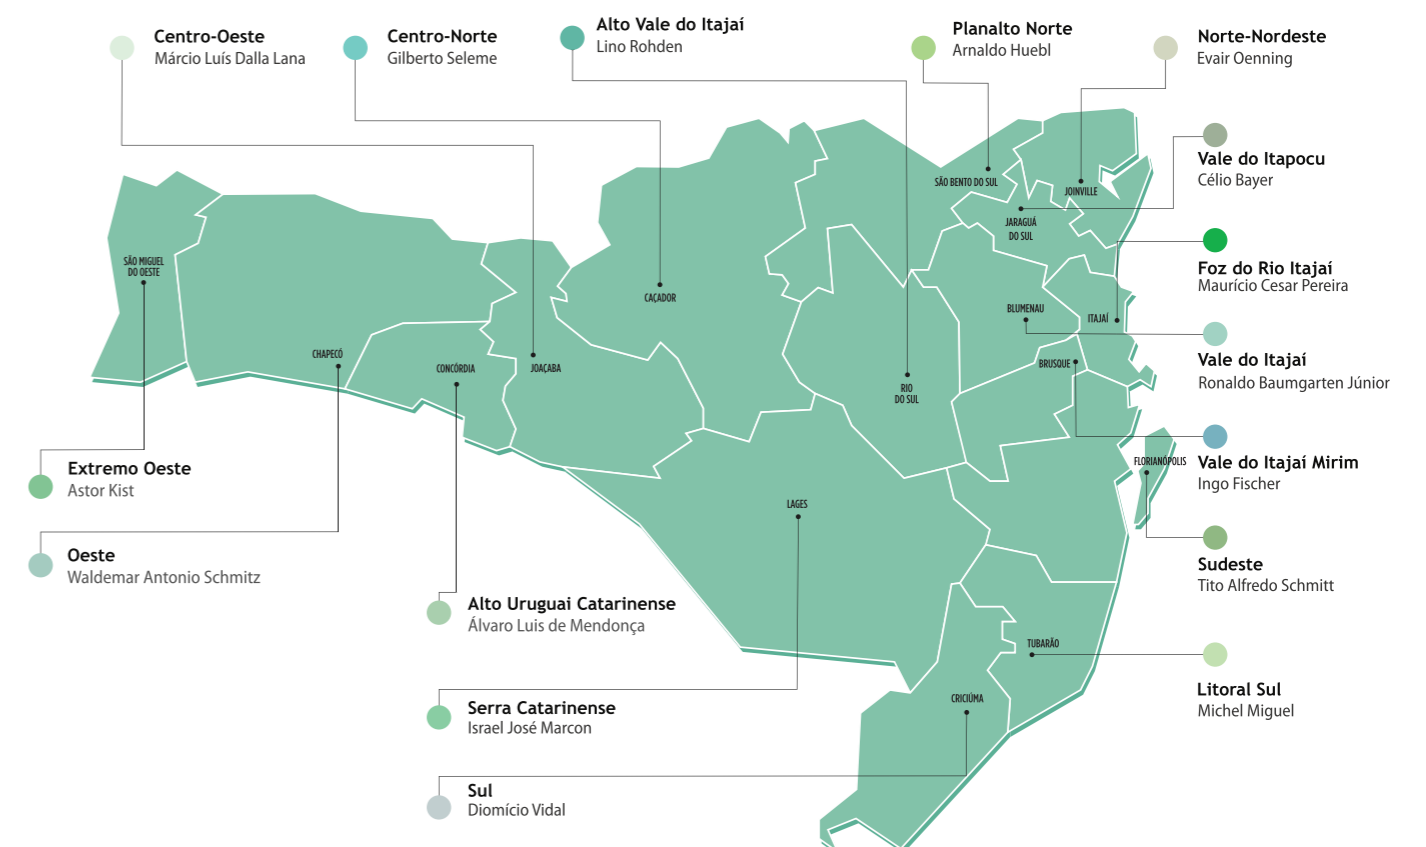 Centro-Oeste
Márcio Luís Dalla Lana
Centro-Norte
Gilberto Seleme
Alto Vale do Itajaí
Lino Rohden
Planalto Norte
Arnaldo Huebl
Norte-Nordeste
Evair Oenning
Vale do Itapocu
Célio Bayer
Foz do Rio Itajaí
Maurício Cesar Pereira
Vale do Itajaí
Ronaldo Baumgarten Júnior
Vale do Itajaí Mirim
Ingo Fischer
Sudeste
Tito Alfredo Schmitt
Litoral Sul
Michel Miguel
SÃO BENTO DO SUL
JOINVILLE
JARAGUÁ
DO SUL
SÃO MIGUEL
DO OESTE
CAÇADOR
BLUMENAU
ITAJAÍ
CHAPECÓ
CONCÓRDIA
JOAÇABA
BRUSQUE
RIO
DO SUL
FLORIANÓPOLIS
LAGES
TUBARÃO
CRICIÚMA
Extremo Oeste
Astor Kist
Oeste
Waldemar Antonio Schmitz
Alto Uruguai Catarinense
Álvaro Luis de Mendonça
Serra Catarinense
Israel José Marcon
Sul
Diomício Vidal